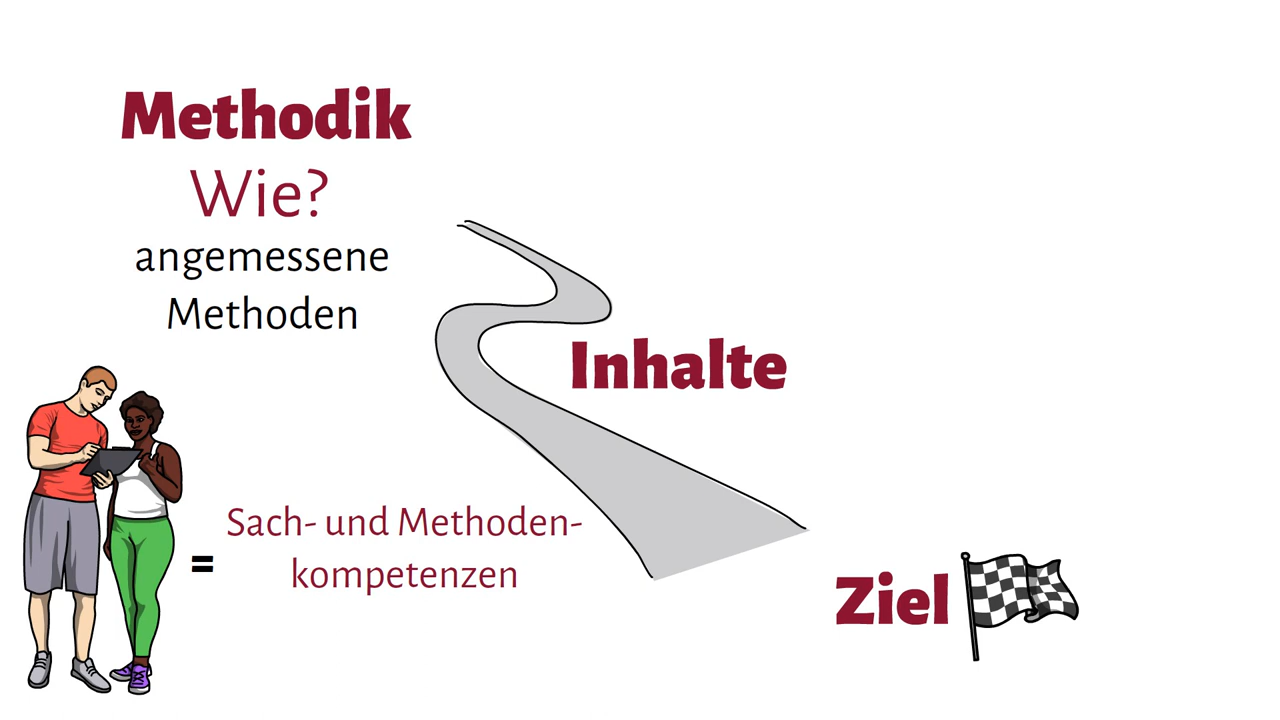 Methodik
Wie?
angemessene
Methoden
Inhalte
Sach- und Methoden-
=
kompetenzen
Ziel